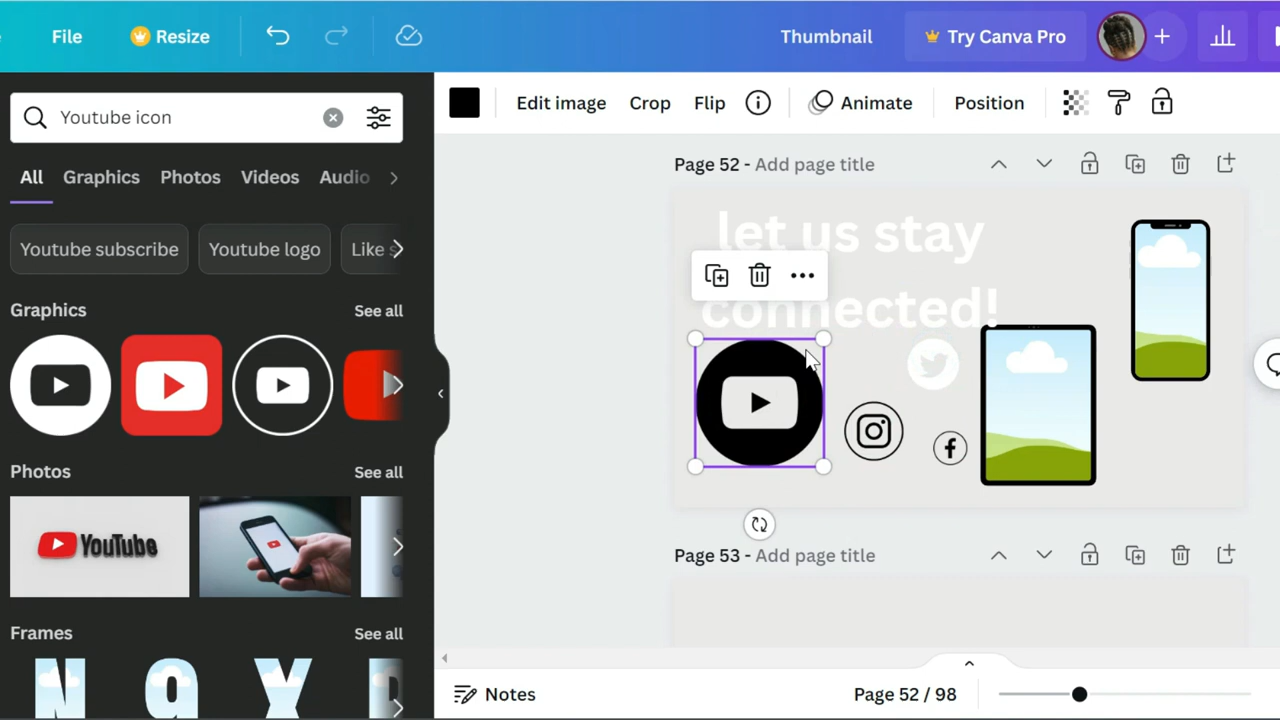 File
Resize
Thumbnail
Try Canva Pro
Youtube icon
Edit image
Crop
Flip
Animate
Position
All
Graphics
Photos
Videos
Audio
Page 52 - Add page title
Youtube subscribe
Youtube logo
Like s
let us stay
connected!
Graphics
See all
Photos
See all
YouTube
Page 53 - Add page title
Frames
See all
N
q
X
Notes
Page 52 / 98